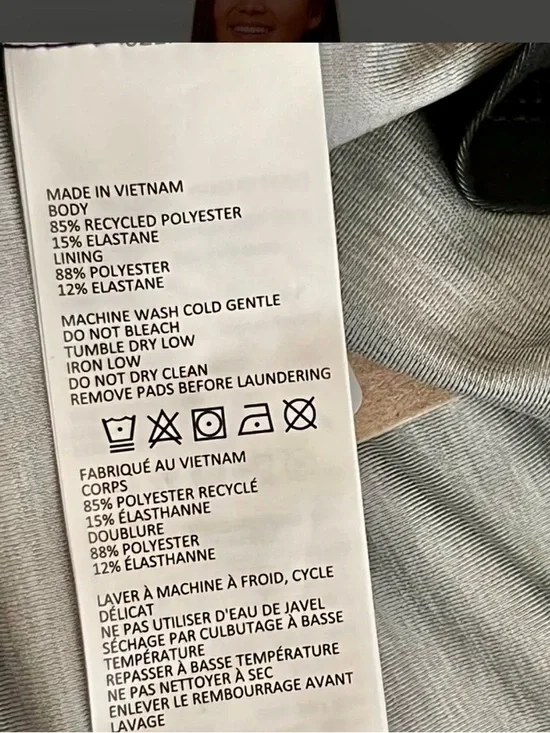 MADE IN VIETNAM
BODY
85% RECYCLED POLYESTER
15% ELASTANE
LINING
88% POLYESTER
12% ELASTANE
MACHINE WASH COLD GENTLE
DO NOT BLEACH
TUMBLE DRY LOW
IRON LOW
DO NOT DRY CLEAN
REMOVE PADS BEFORE LAUNDERING
FABRIQUÉ AU VIETNAM
CORPS
85% POLYESTER RECYCLÉ
15% ÉLASTHANNE
DOUBLURE
88% POLYESTER
12% ÉLASTHANNE
LAVER À MACHINE À FROID, CYCLE
DÉLICAT
NE PAS UTILISER D'EAU DE JAVEL
SÉCHAGE PAR CULBUTAGE À BASSE
TEMPÉRATURE
REPASSER À BASSE TEMPÉRATURE
NE PAS NETTOYER À SEC
ENLEVER LE REMBOURRAGE AVANT
LAVAGE